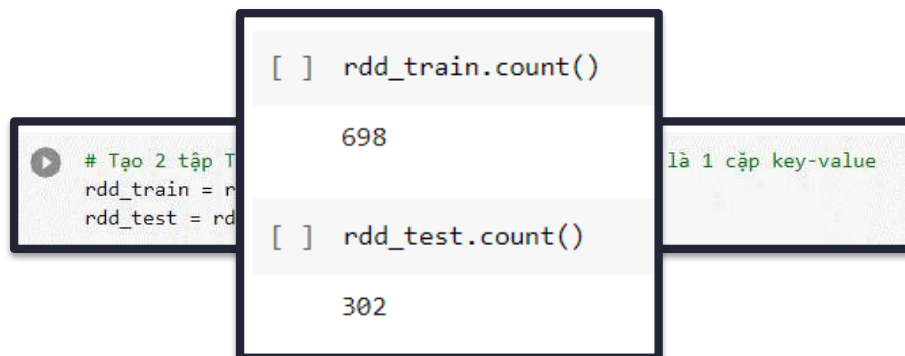 [ ] rdd_train.count()
698
# Tạo 2 tập T
là 1 cặp key-value
rdd_train = r
rdd_test = rd
[ ] rdd_test.count()
302